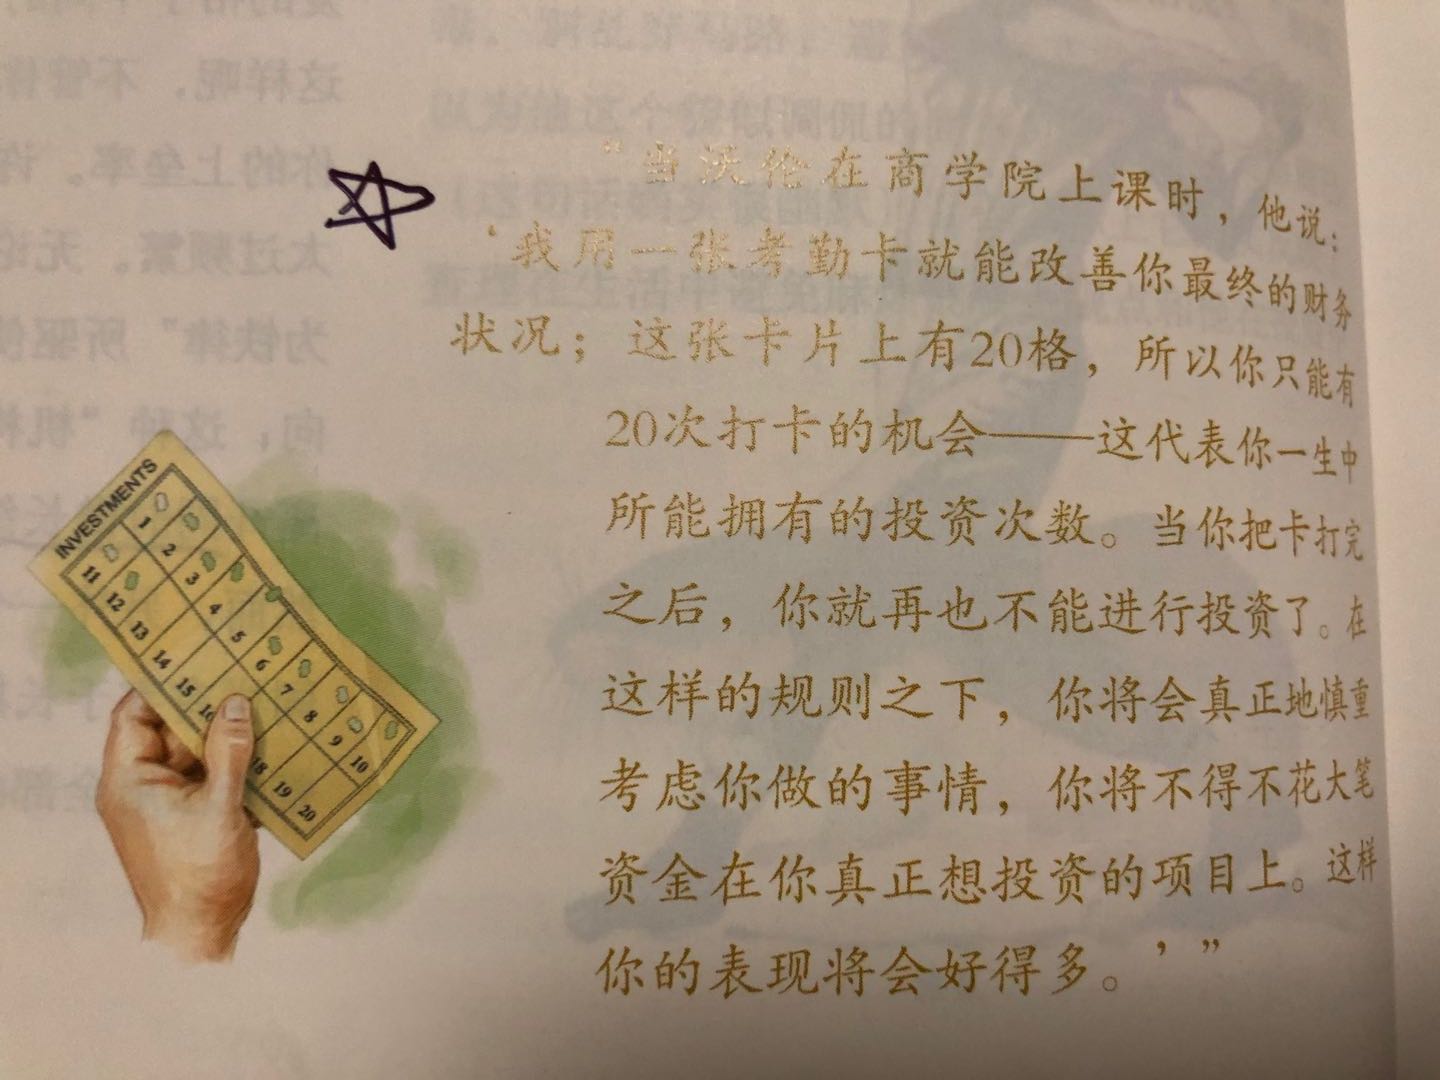 “当沃伦在商学院上课时，他说：
‘我用一张考勤卡就能改善你最终的财务
状况；这张卡片上有20格，所以你只能有
20次打卡的机会——这代表你一生中
所能拥有的投资次数。当你把卡打完
之后，你就再也不能进行投资了。在
这样的规则之下，你将会真正地慎重
考虑你做的事情，你将不得不花大笔
资金在你真正想投资的项目上。这样
你的表现将会好得多。’”
INVESTMENTS
1
2
3
4
5
6
7
8
9
10
11
12
13
14
15
18
19
20